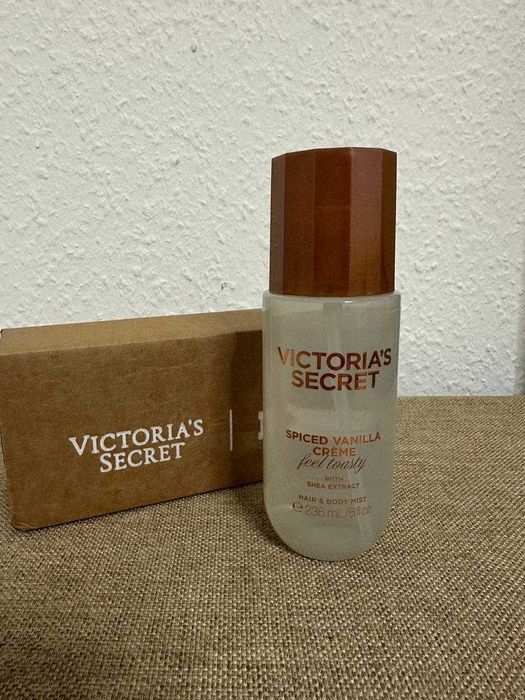 VICTORIA'S
SECRET
VICTORIA'S
SECRET
SPICED VANILLA
CRÈME
feel toasty
WITH
SHEA EXTRACT
HAIR & BODY MIST
℮ 236 mL/8 fl oz